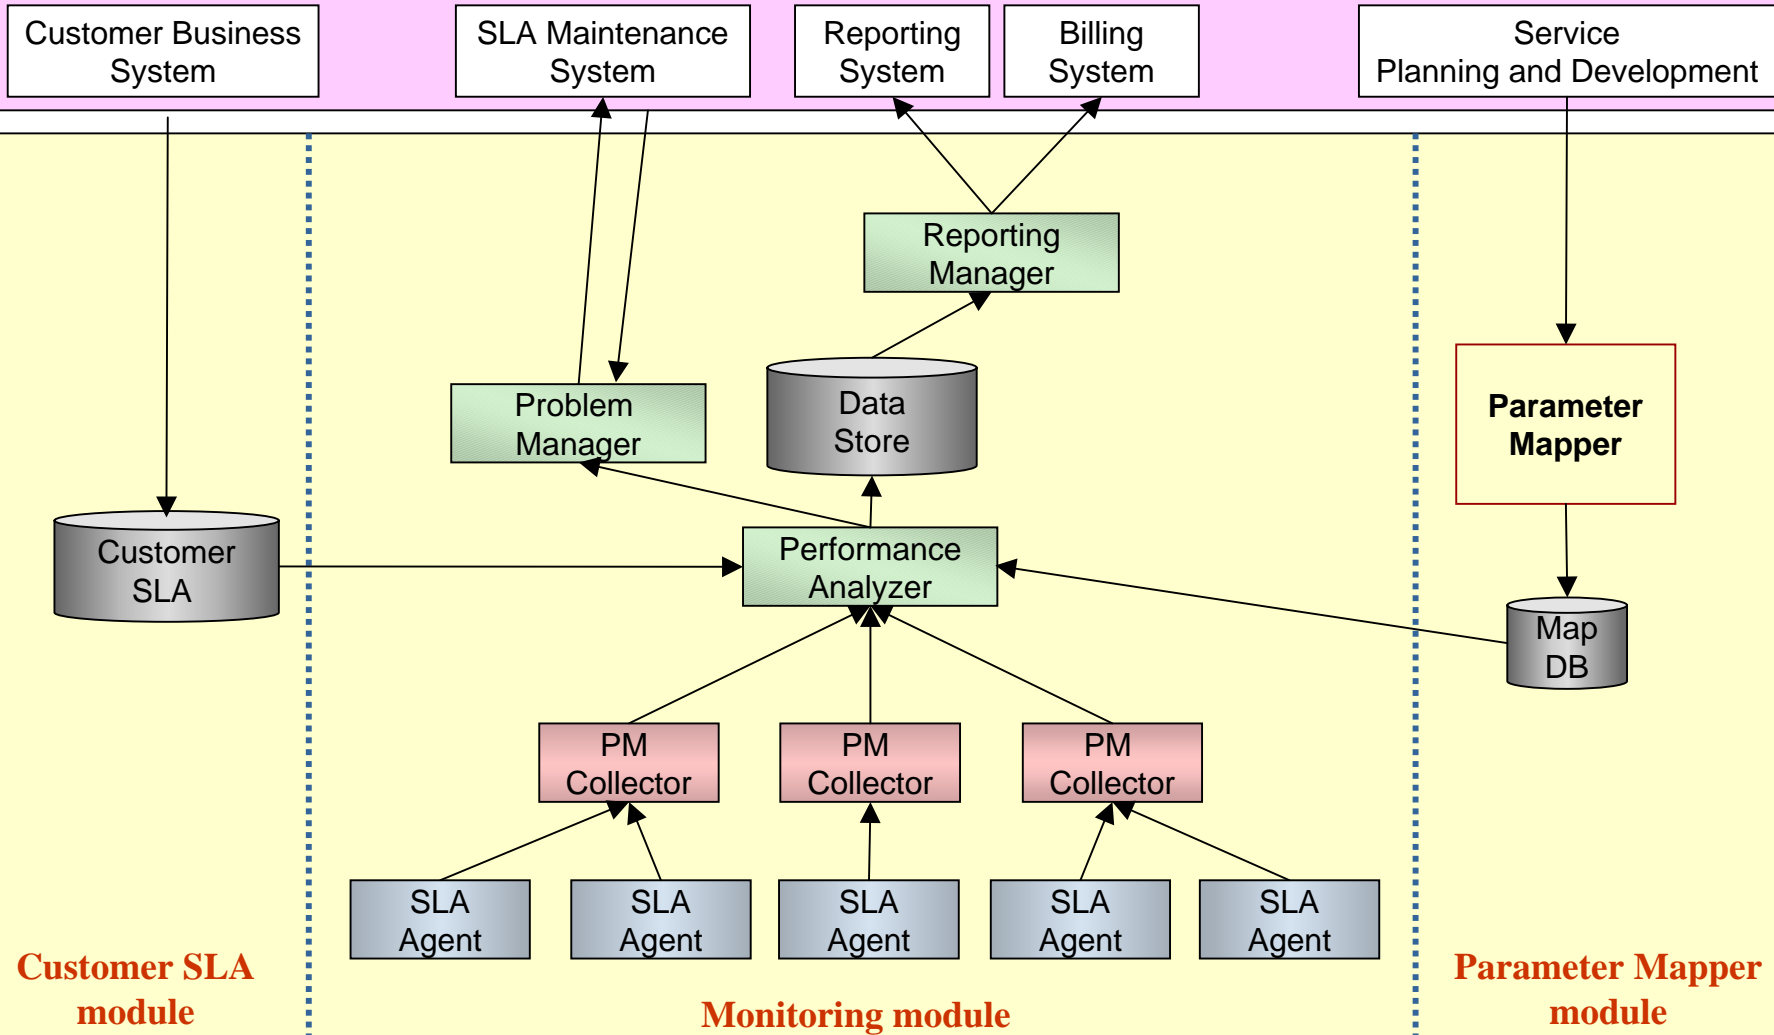 Customer Business
System
SLA Maintenance
System
Reporting
System
Billing
System
Service
Planning and Development
Reporting
Manager
Problem
Manager
Data
Store
Parameter
Mapper
Customer
SLA
Performance
Analyzer
Map
DB
PM
Collector
PM
Collector
PM
Collector
SLA
Agent
SLA
Agent
SLA
Agent
SLA
Agent
SLA
Agent
Customer SLA
module
Monitoring module
Parameter Mapper
module